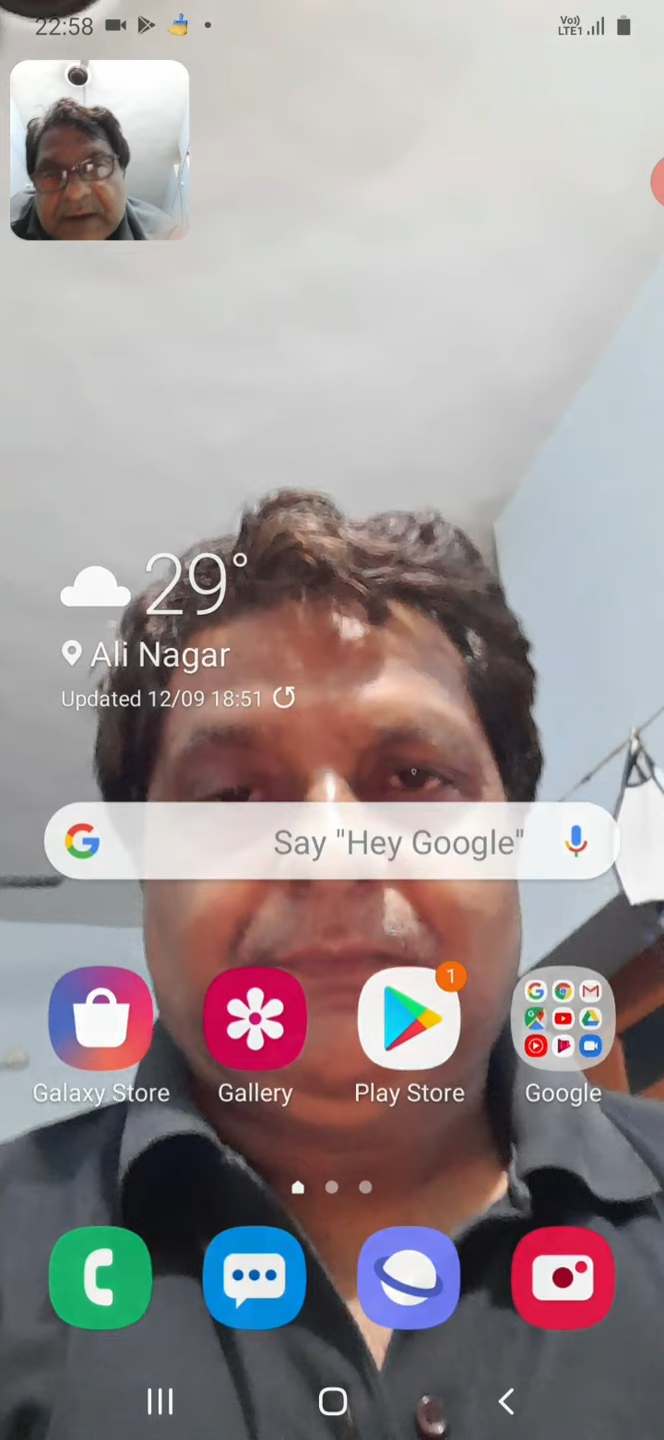 22:58
Vo)) LTE1
29°
Ali Nagar
Updated 12/09 18:51
Say "Hey Google"
1
Galaxy Store
Gallery
Play Store
Google